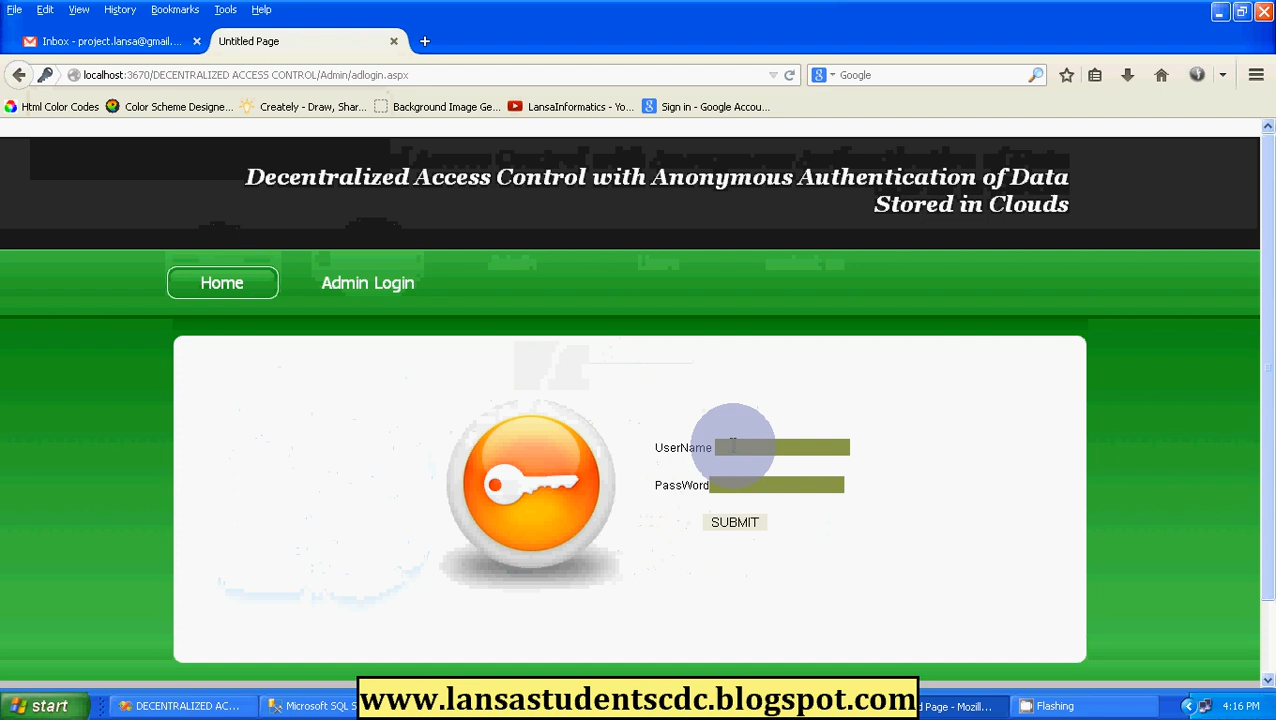 File Edit View History Bookmarks Tools Help
Inbox - project.lansa@gmail.... Untitled Page
localhost:3670/DECENTRALIZED ACCESS CONTROL/Admin/adlogin.aspx Google
Html Color Codes Color Scheme Designe... Creately - Draw, Shar... Background Image Ge... LansaInformatics - Yo... Sign in - Google Accou...
Decentralized Access Control with Anonymous Authentication of Data
Stored in Clouds
Home Admin Login
UserName
PassWord
SUBMIT
www.lansastudentscdc.blogspot.com
start DECENTRALIZED AC... Microsoft SQL S d Page - Mozill... Flashing 4:16 PM